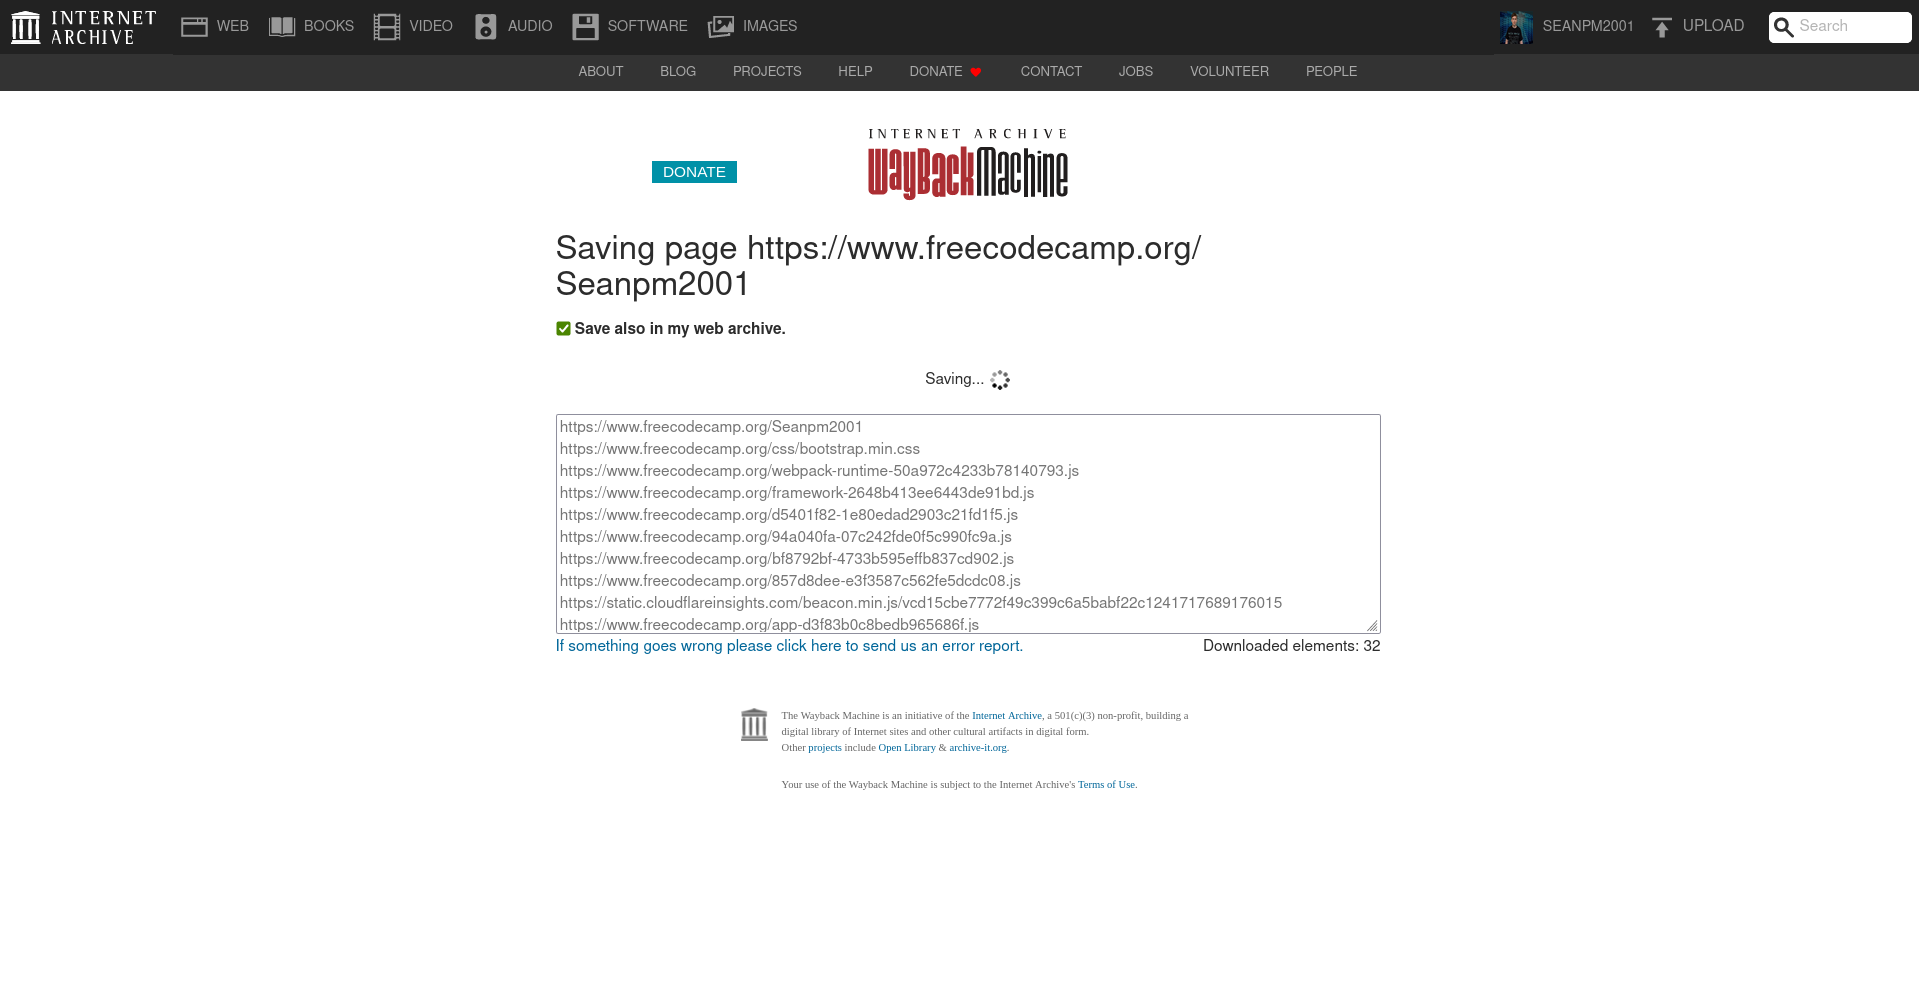 INTERNET ARCHIVE
WEB
BOOKS
VIDEO
AUDIO
SOFTWARE
IMAGES
SEANPM2001
UPLOAD
Search
ABOUT
BLOG
PROJECTS
HELP
DONATE
CONTACT
JOBS
VOLUNTEER
PEOPLE
DONATE
INTERNET ARCHIVE
WayBackMachine
Saving page https://www.freecodecamp.org/
Seanpm2001
Save also in my web archive.
Saving...
https://www.freecodecamp.org/Seanpm2001
https://www.freecodecamp.org/css/bootstrap.min.css
https://www.freecodecamp.org/webpack-runtime-50a972c4233b78140793.js
https://www.freecodecamp.org/framework-2648b413ee6443de91bd.js
https://www.freecodecamp.org/d5401f82-1e80edad2903c21fd1f5.js
https://www.freecodecamp.org/94a040fa-07c242fde0f5c990fc9a.js
https://www.freecodecamp.org/bf8792bf-4733b595effb837cd902.js
https://www.freecodecamp.org/857d8dee-e3f3587c562fe5dcdc08.js
https://static.cloudflareinsights.com/beacon.min.js/vcd15cbe7772f49c399c6a5babf22c1241717689176015
https://www.freecodecamp.org/app-d3f83b0c8bedb965686f.js
If something goes wrong please click here to send us an error report.
Downloaded elements: 32
The Wayback Machine is an initiative of the Internet Archive, a 501(c)(3) non-profit, building a
digital library of Internet sites and other cultural artifacts in digital form.
Other projects include Open Library & archive-it.org.
Your use of the Wayback Machine is subject to the Internet Archive's Terms of Use.